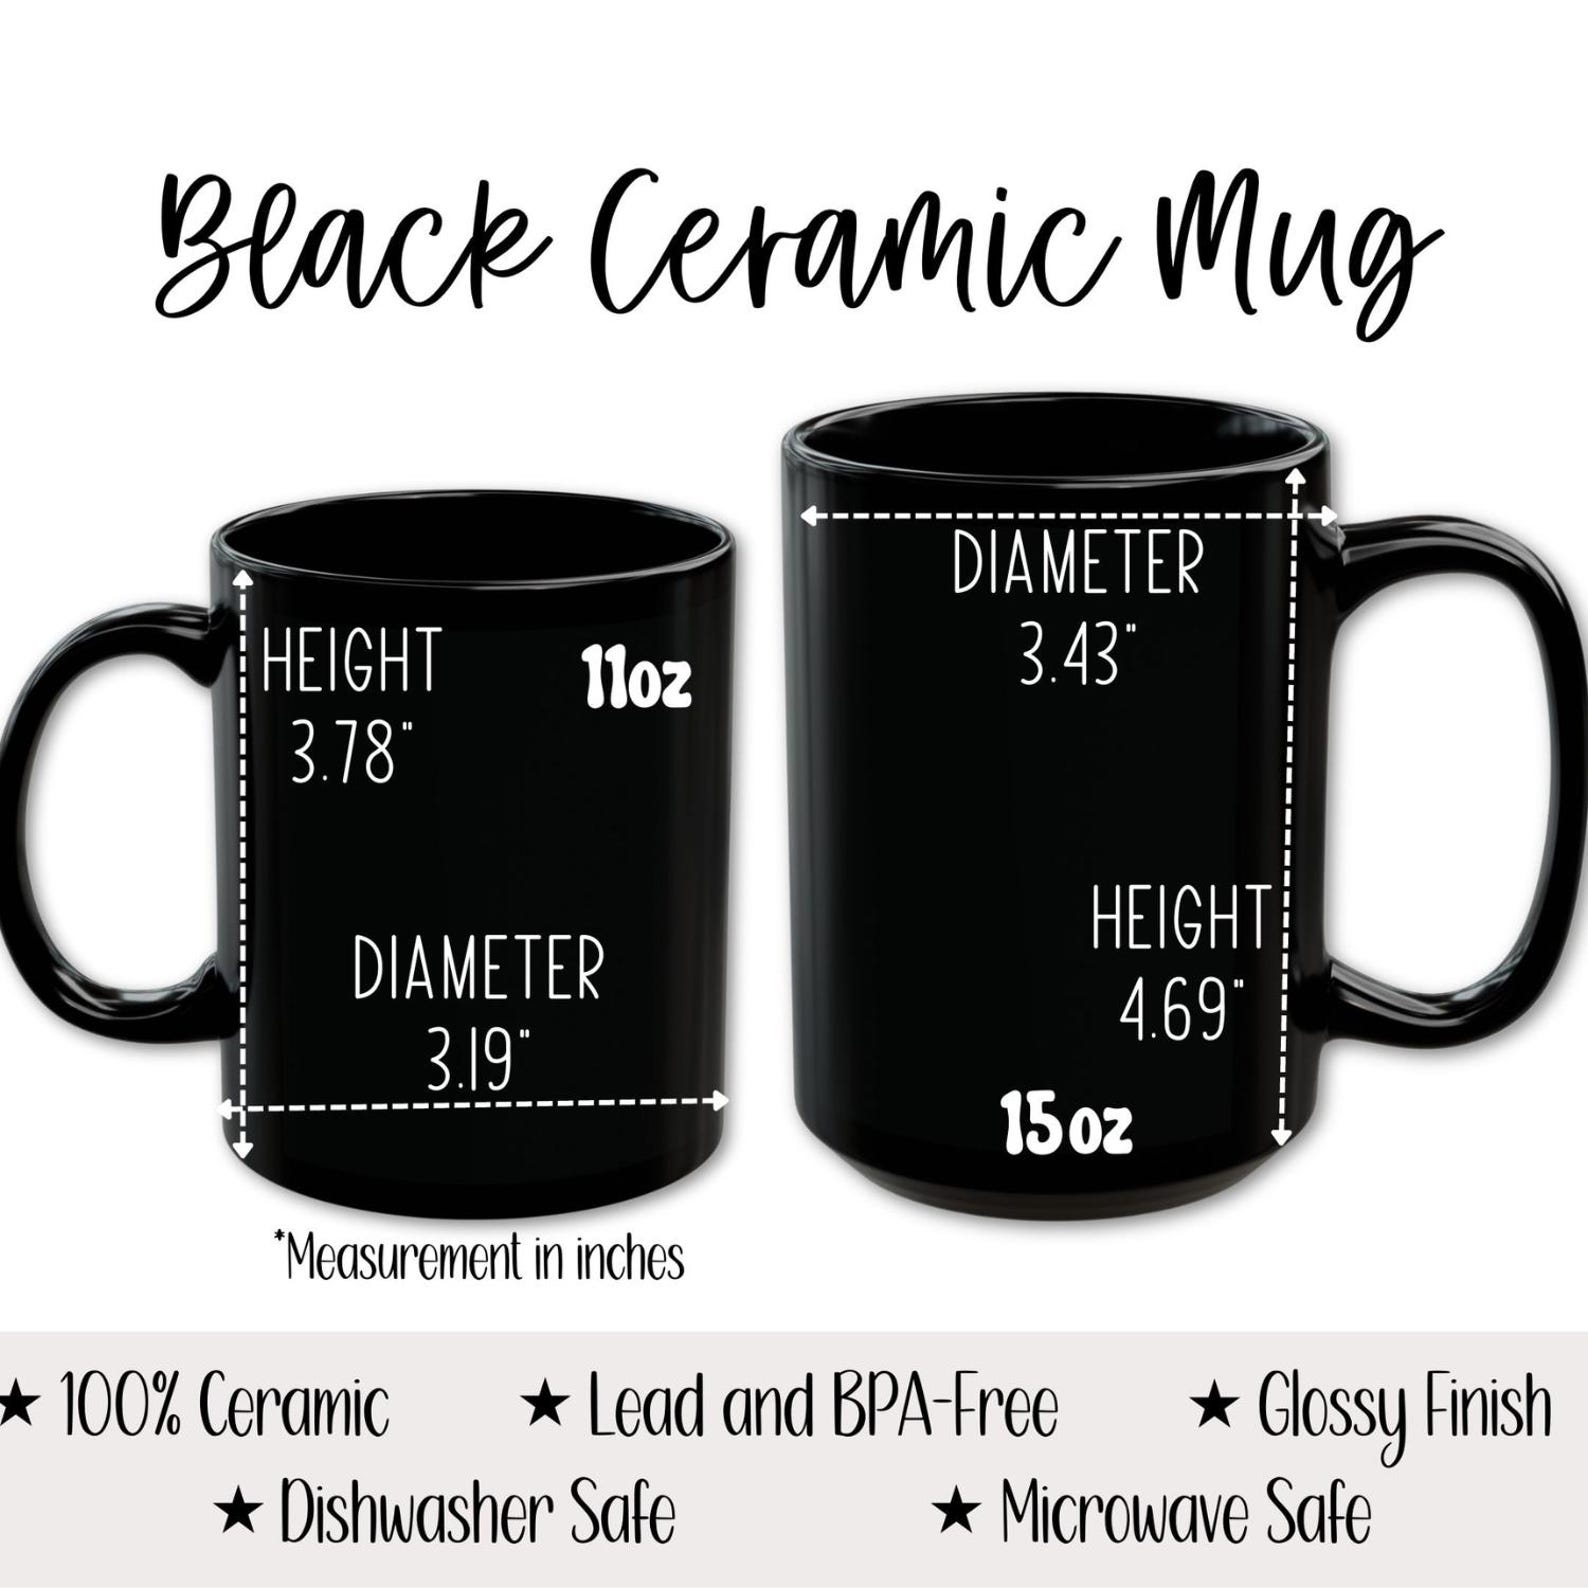 Black Ceramic Mug
HEIGHT
3.78"
11oz
DIAMETER
3.19"
DIAMETER
3.43"
HEIGHT
4.69"
15oz
*Measurement in inches
★ 100% Ceramic ★ Lead and BPA-Free ★ Glossy Finish
★ Dishwasher Safe ★ Microwave Safe